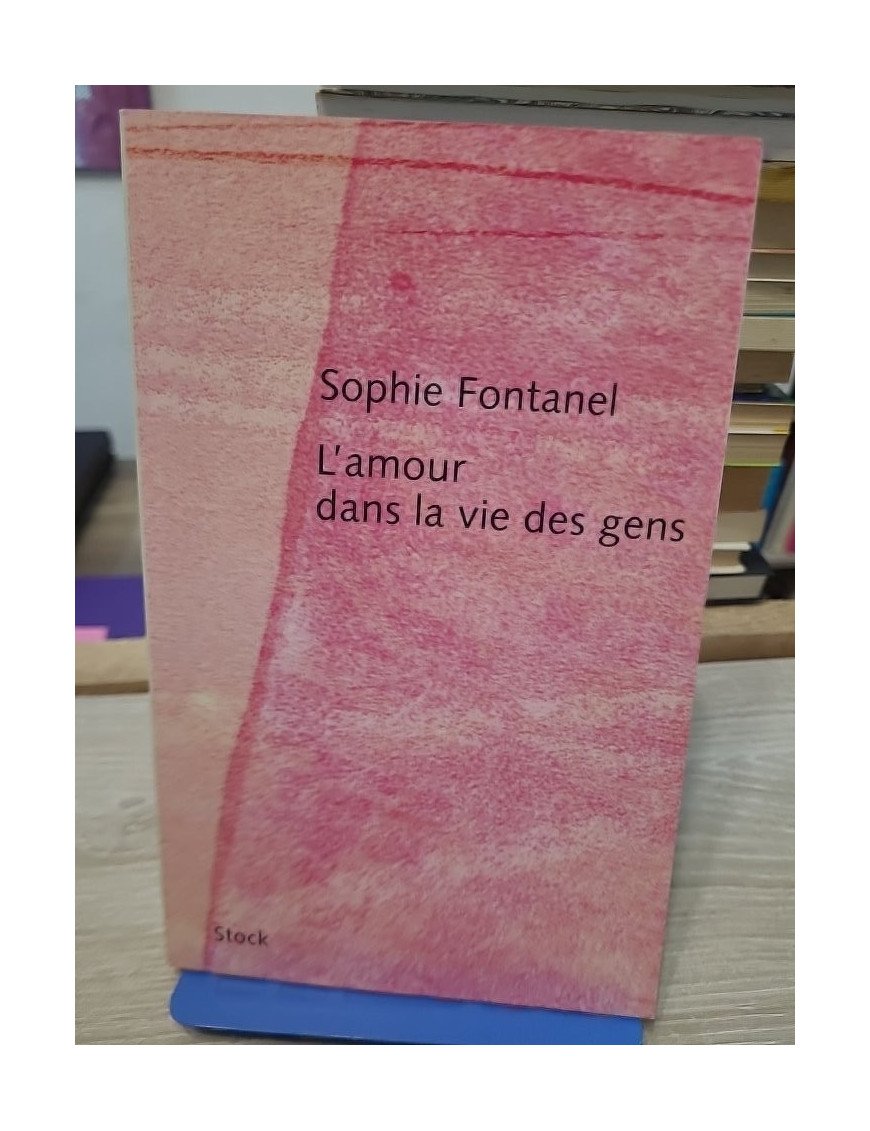 Sophie Fontanel
L'amour
dans la vie des gens
Stock